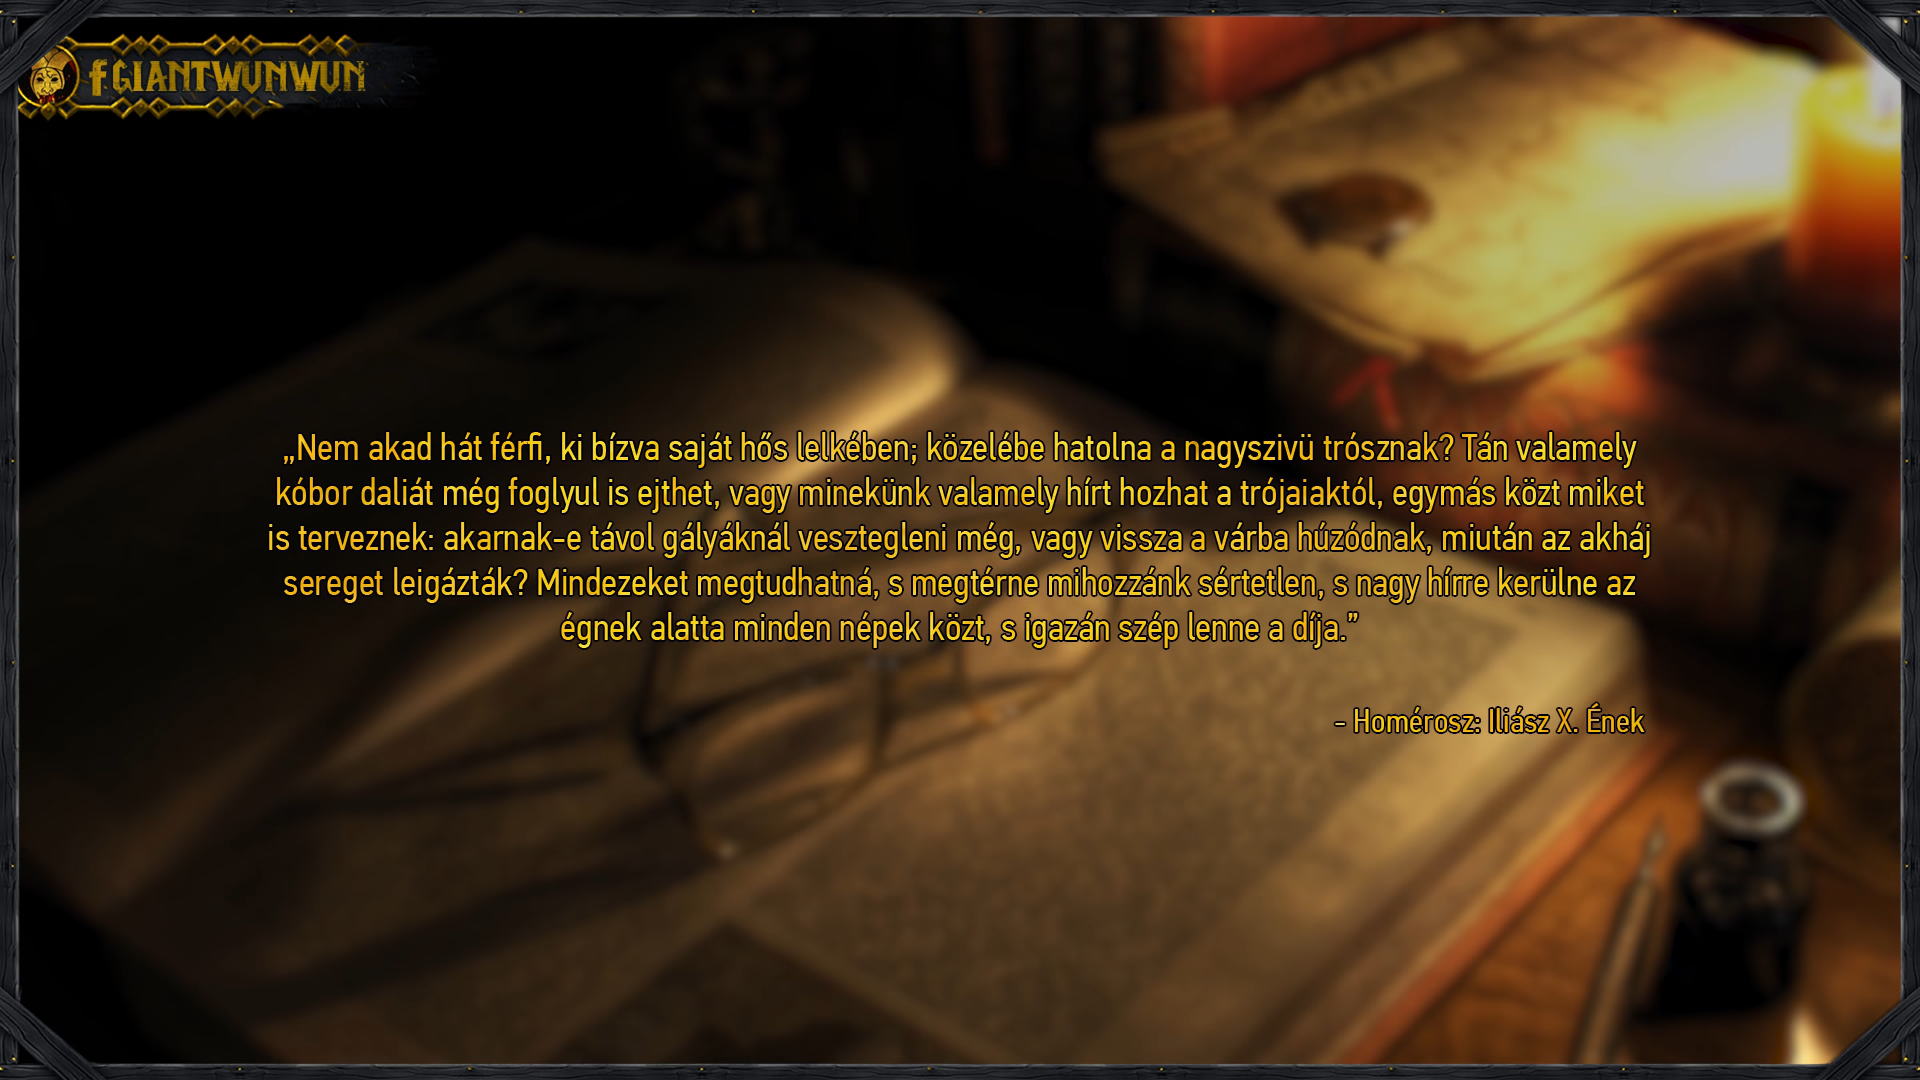 fGIANTWUNWUN
„Nem akad hát férfi, ki bízva saját hős lelkében; közelébe hatolna a nagyszivü trósznak? Tán valamely
kóbor daliát még foglyul is ejthet, vagy minekünk valamely hírt hozhat a trójaiaktól, egymás közt miket
is terveznek: akarnak-e távol gályáknál vesztegleni még, vagy vissza a várba húzódnak, miután az akháj
sereget leigázták? Mindezeket megtudhatná, s megtérne mihozzánk sértetlen, s nagy hírre kerülne az
égnek alatta minden népek közt, s igazán szép lenne a díja.”
- Homérosz: Iliász X. Ének